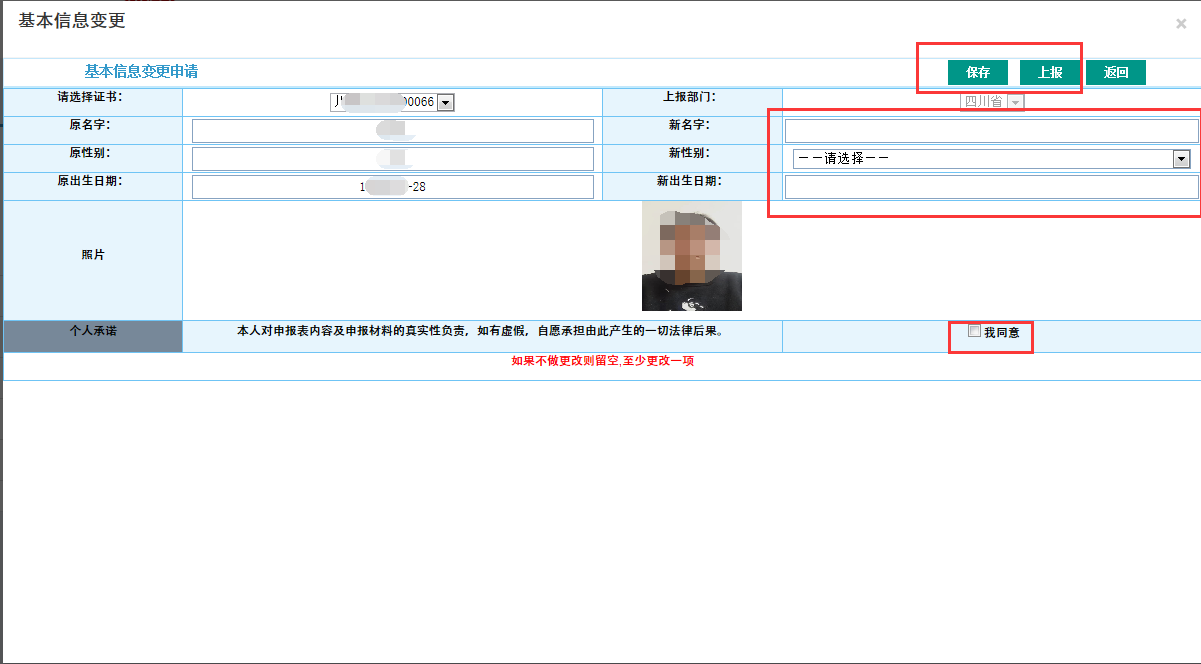 基本信息变更
×
基本信息变更申请 保存 上报 返回
请选择证书: 00066 上报部门: 四川省
原名字: 新名字:
原性别: 新性别: －－请选择－－
原出生日期: 1 -28 新出生日期:
照片
个人承诺 本人对申报表内容及申报材料的真实性负责，如有虚假，自愿承担由此产生的一切法律后果。 我同意
如果不做更改则留空,至少更改一项